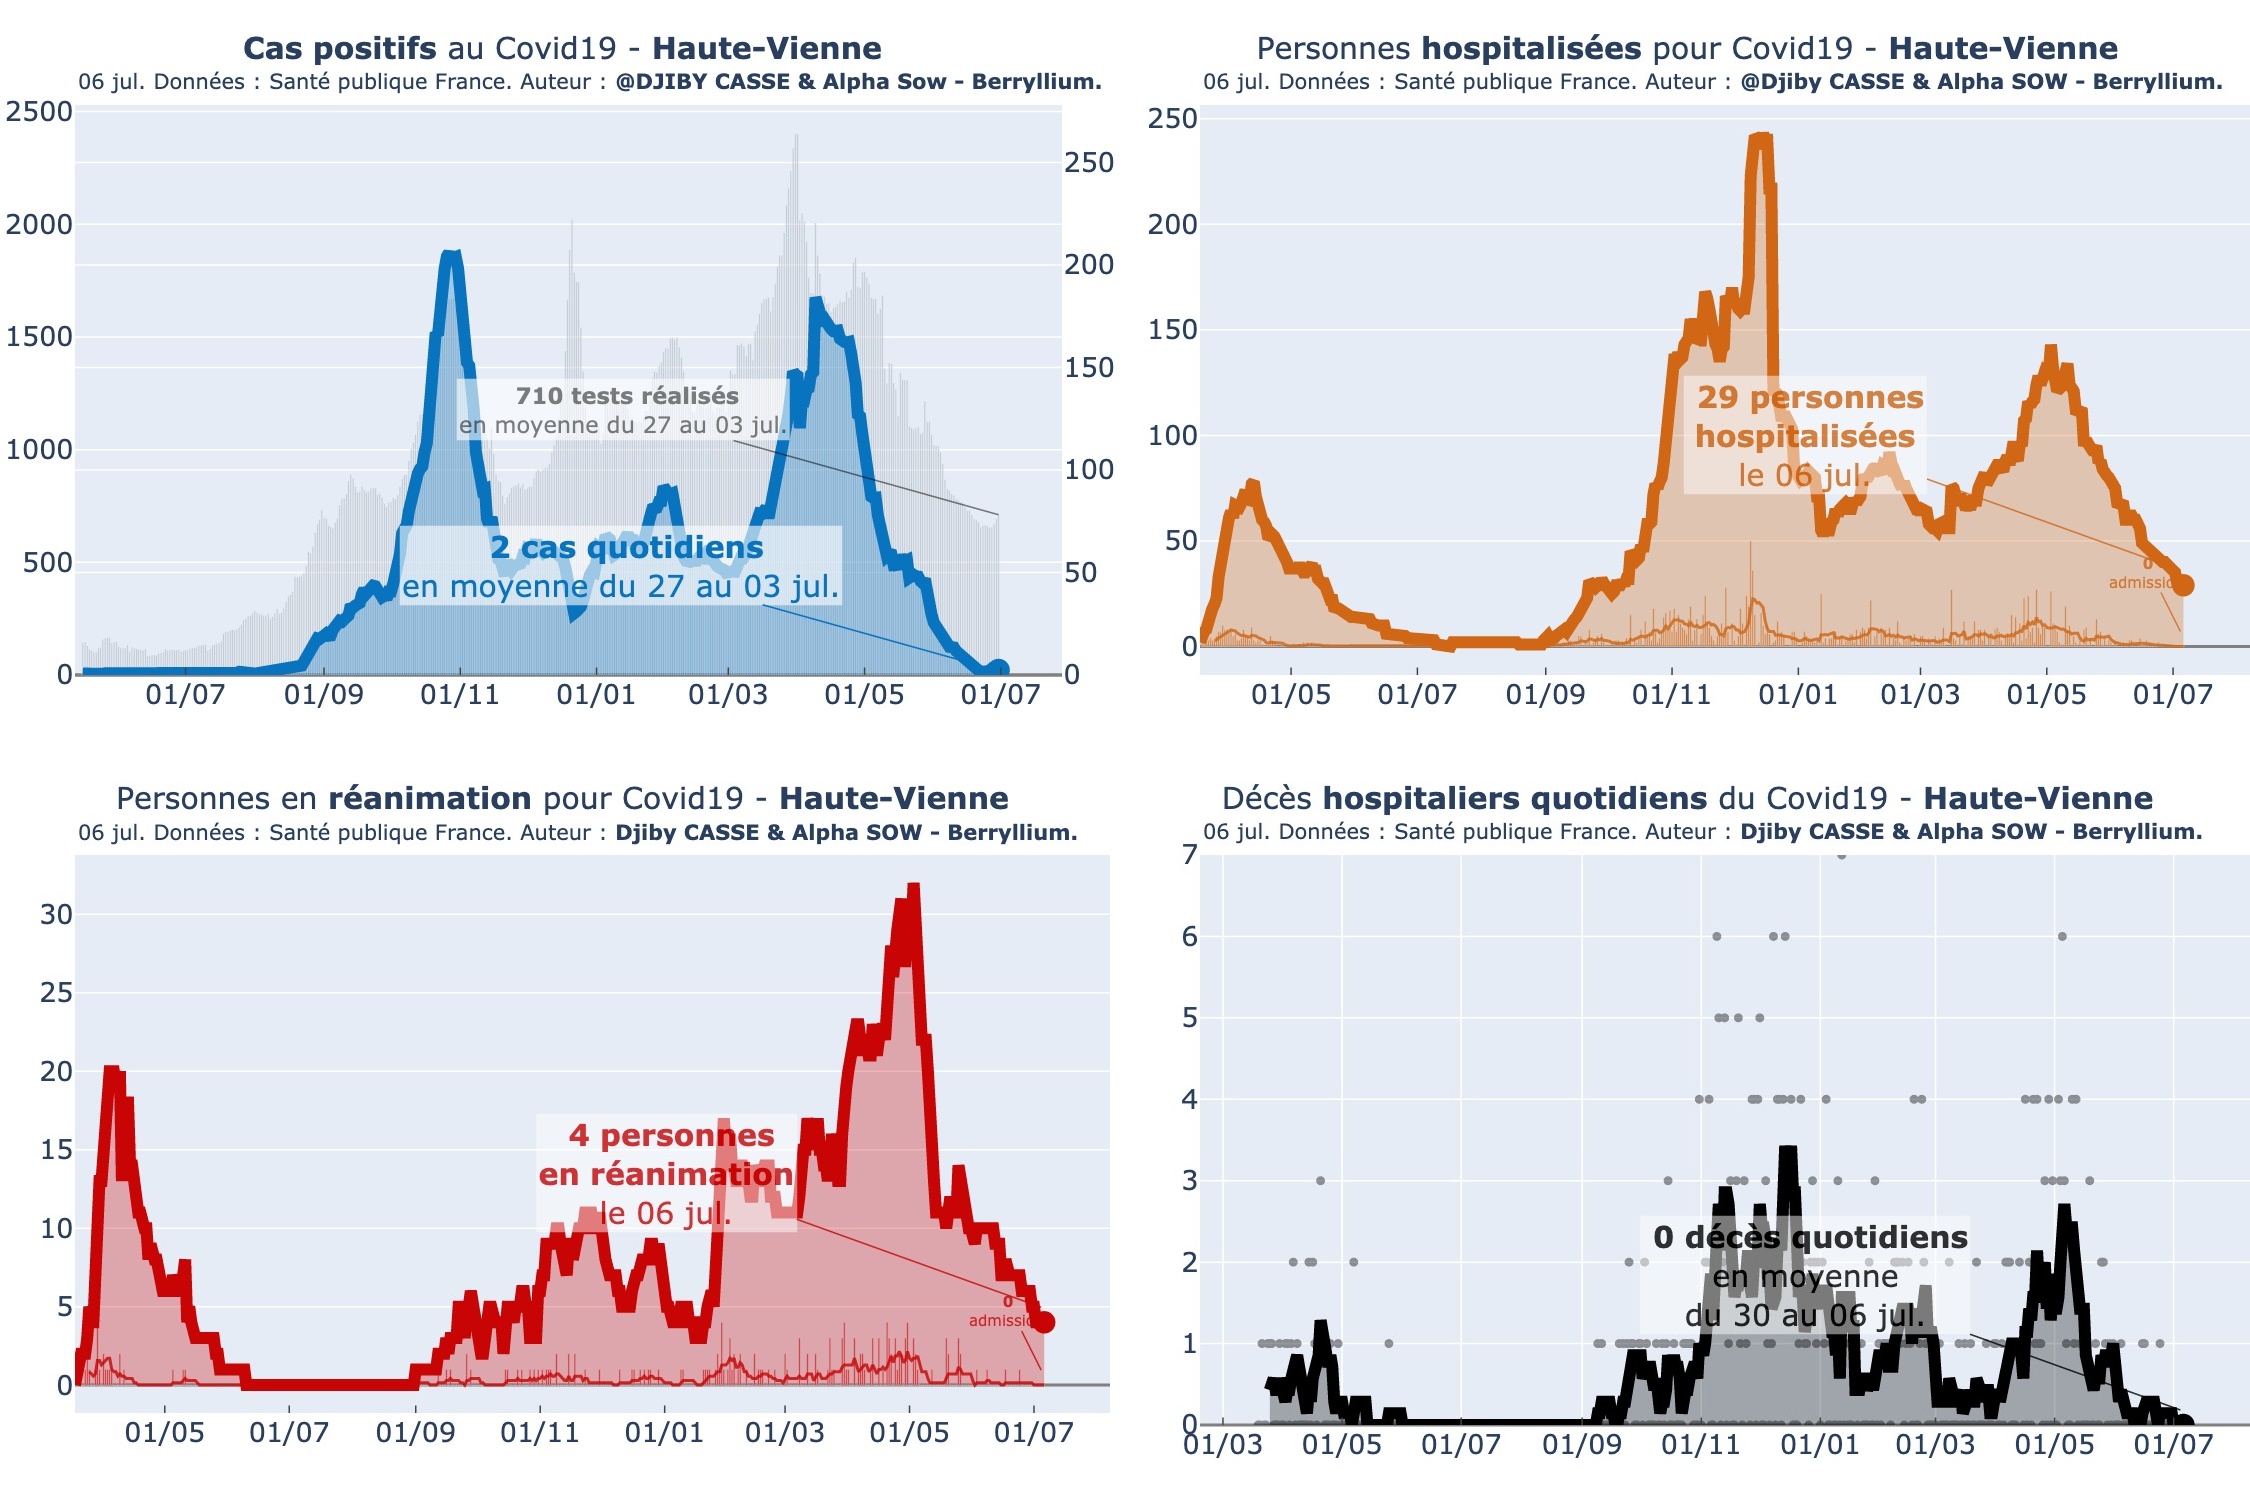 Cas positifs au Covid19 - Haute-Vienne
06 jul. Données : Santé publique France. Auteur : @DJIBY CASSE & Alpha Sow - Berryllium.
2500
2000
1500
1000
500
0
250
200
150
100
50
0
710 tests réalisés
en moyenne du 27 au 03 jul.
2 cas quotidiens
en moyenne du 27 au 03 jul.
01/07 01/09 01/11 01/01 01/03 01/05 01/07
Personnes hospitalisées pour Covid19 - Haute-Vienne
06 jul. Données : Santé publique France. Auteur : @Djiby CASSE & Alpha SOW - Berryllium.
250
200
150
100
50
0
29 personnes
hospitalisées
le 06 jul.
0
admissio
01/05 01/07 01/09 01/11 01/01 01/03 01/05 01/07
Personnes en réanimation pour Covid19 - Haute-Vienne
06 jul. Données : Santé publique France. Auteur : Djiby CASSE & Alpha SOW - Berryllium.
30
25
20
15
10
5
0
4 personnes
en réanimation
le 06 jul.
0
admissio
01/05 01/07 01/09 01/11 01/01 01/03 01/05 01/07
Décès hospitaliers quotidiens du Covid19 - Haute-Vienne
06 jul. Données : Santé publique France. Auteur : Djiby CASSE & Alpha SOW - Berryllium.
7
6
5
4
3
2
1
0
0 décès quotidiens
en moyenne
du 30 au 06 jul.
01/03 01/05 01/07 01/09 01/11 01/01 01/03 01/05 01/07